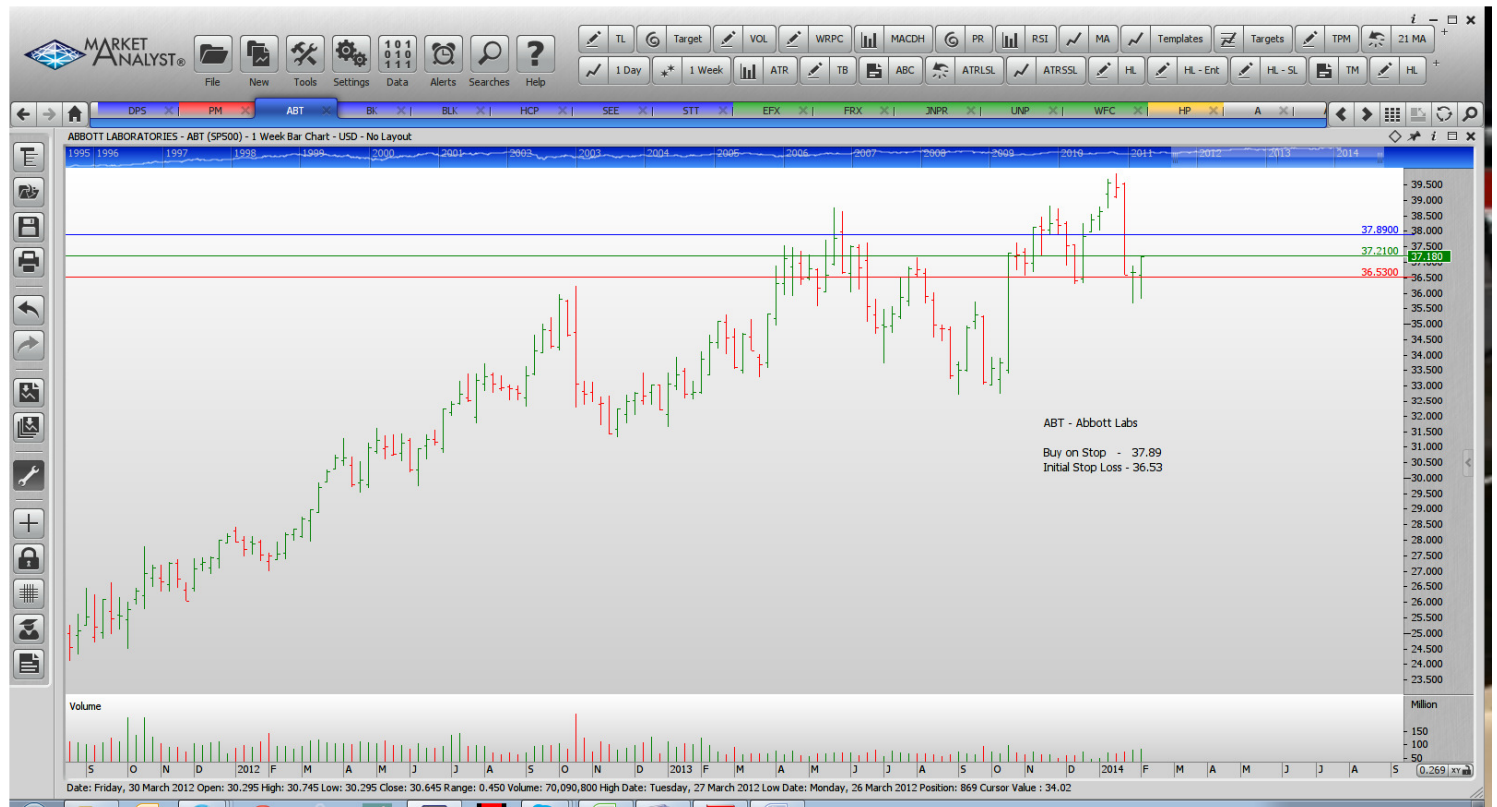 i
MARKET
ANALYST®
File New Tools Settings Data Alerts Searches Help
101
010
111
TL Target VOL WRPC MACDH PR RSI MA Templates Targets TPM 21 MA +
1 Day 1 Week ATR TB ABC ATRLSL ATRSSL HL HL - Ent HL - SL TM HL +
DPS PM ABT BK BLK HCP SEE STT EFX FRX JNPR UNP WFC HP A
ABBOTT LABORATORIES - ABT (SP500) - 1 Week Bar Chart - USD - No Layout
1995 1996 1997 1998 1999 2000 2001 2002 2003 2004 2005 2006 2007 2008 2009 2010 2011 2012 2013 2014
39.500
39.000
38.500
37.8900
38.000
37.500
37.2100
37.180
37.000
36.5300
36.500
36.000
35.500
35.000
34.500
34.000
33.500
33.000
32.500
32.000
31.500
31.000
30.500
30.000
29.500
29.000
28.500
28.000
27.500
27.000
26.500
26.000
25.500
25.000
24.500
24.000
23.500
ABT - Abbott Labs
Buy on Stop - 37.89
Initial Stop Loss - 36.53
Volume
Million
150
100
50
S O N D 2012 F M A M J J A S O N D 2013 F M A M J J A S O N D 2014 F M A M J J A S
0.269 XY
Date: Friday, 30 March 2012 Open: 30.295 High: 30.745 Low: 30.295 Close: 30.645 Range: 0.450 Volume: 70,090,800 High Date: Tuesday, 27 March 2012 Low Date: Monday, 26 March 2012 Position: 869 Cursor Value : 34.02